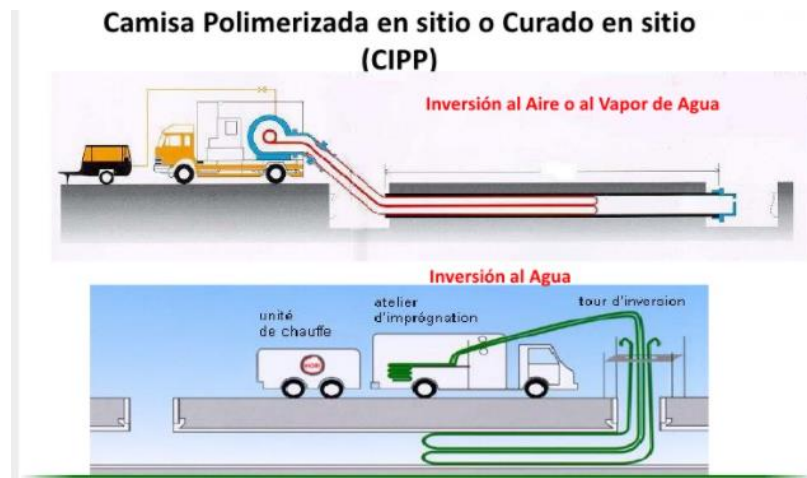 Camisa Polimerizada en sitio o Curado en sitio
(CIPP)
Inversión al Aire o al Vapor de Agua
Inversión al Agua
unité
de chauffe
atelier
d'imprégnation
tour d'inversion